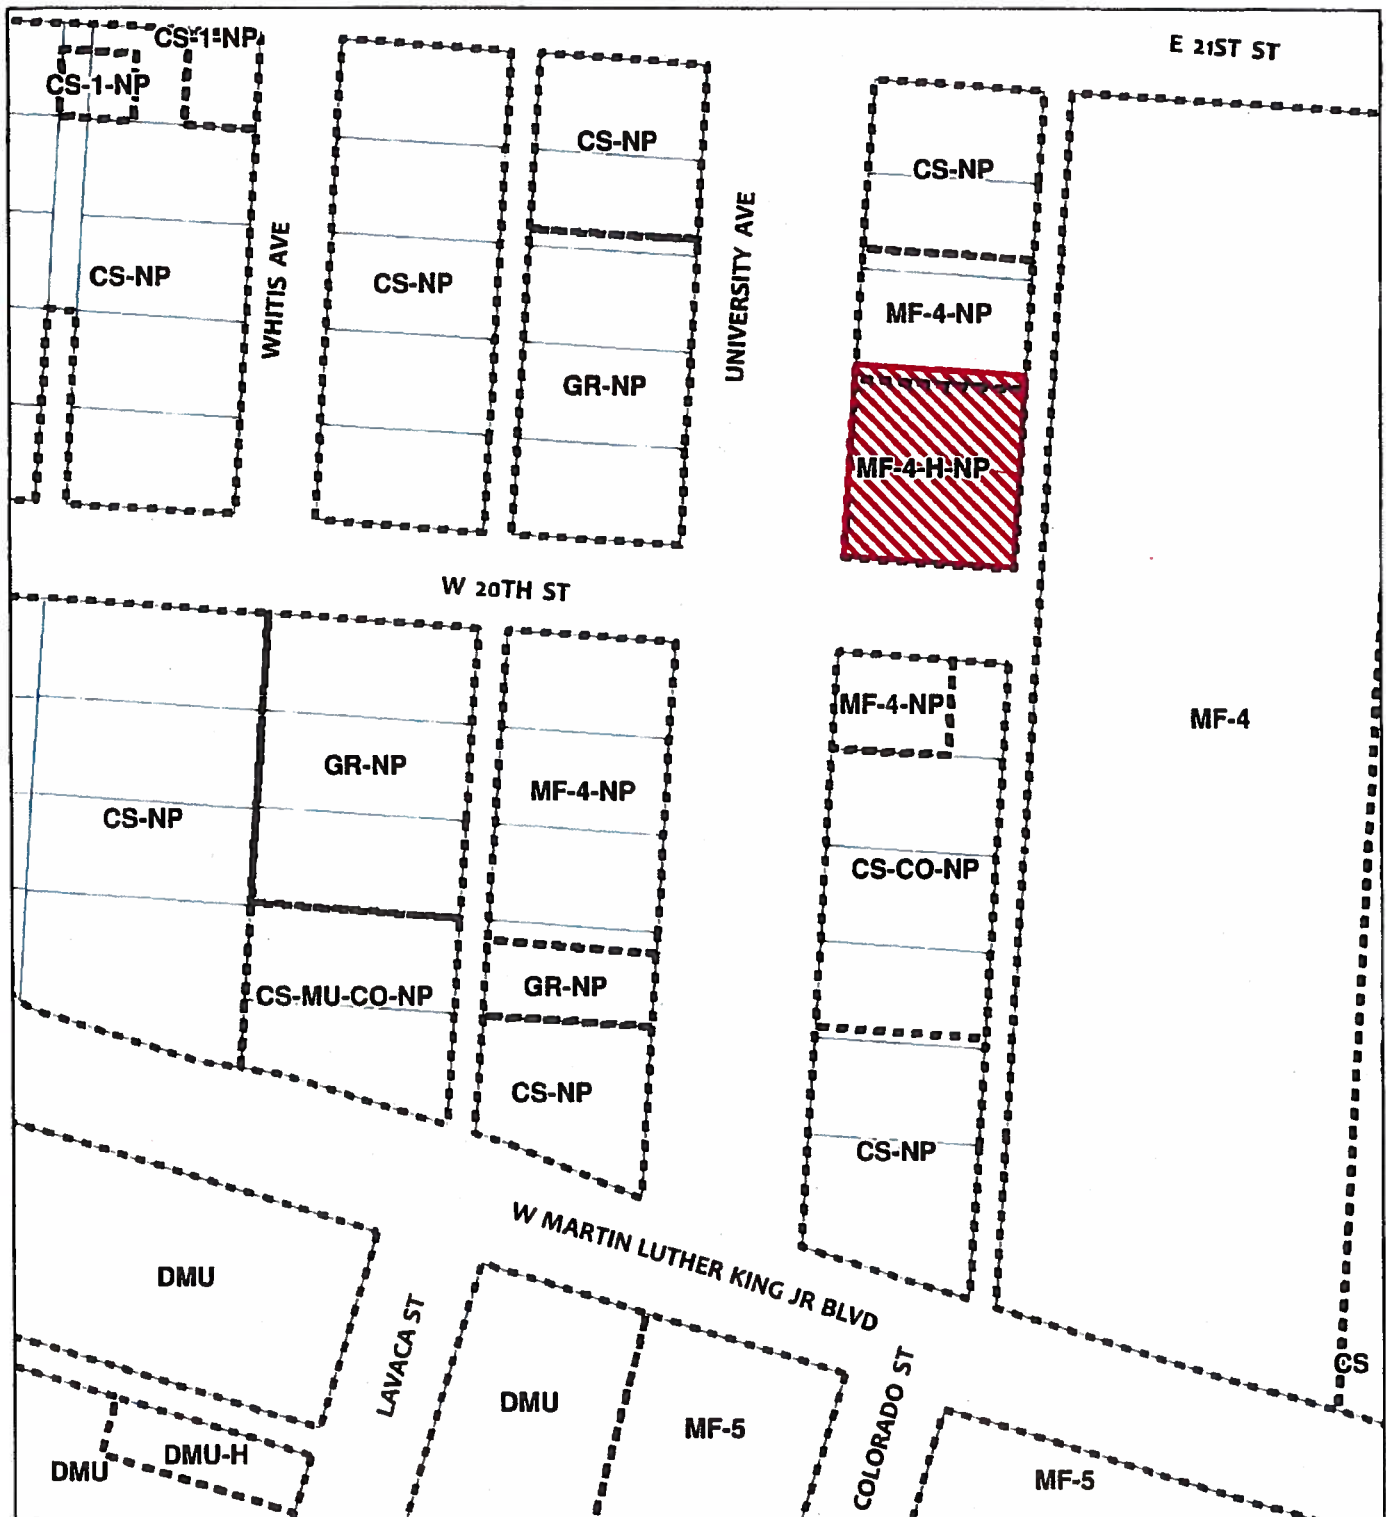 CS-1-NP
E 21ST ST
CS-1-NP
CS-NP
CS-NP
WHITIS AVE
UNIVERSITY AVE
CS-NP
CS-NP
MF-4-NP
GR-NP
MF-4-H-NP
W 20TH ST
MF-4-NP
MF-4
GR-NP
MF-4-NP
CS-NP
CS-CO-NP
GR-NP
CS-MU-CO-NP
CS-NP
CS-NP
W MARTIN LUTHER KING JR BLVD
DMU
LAVACA ST
CS
COLORADO ST
DMU
MF-5
DMU-H
DMU
MF-5